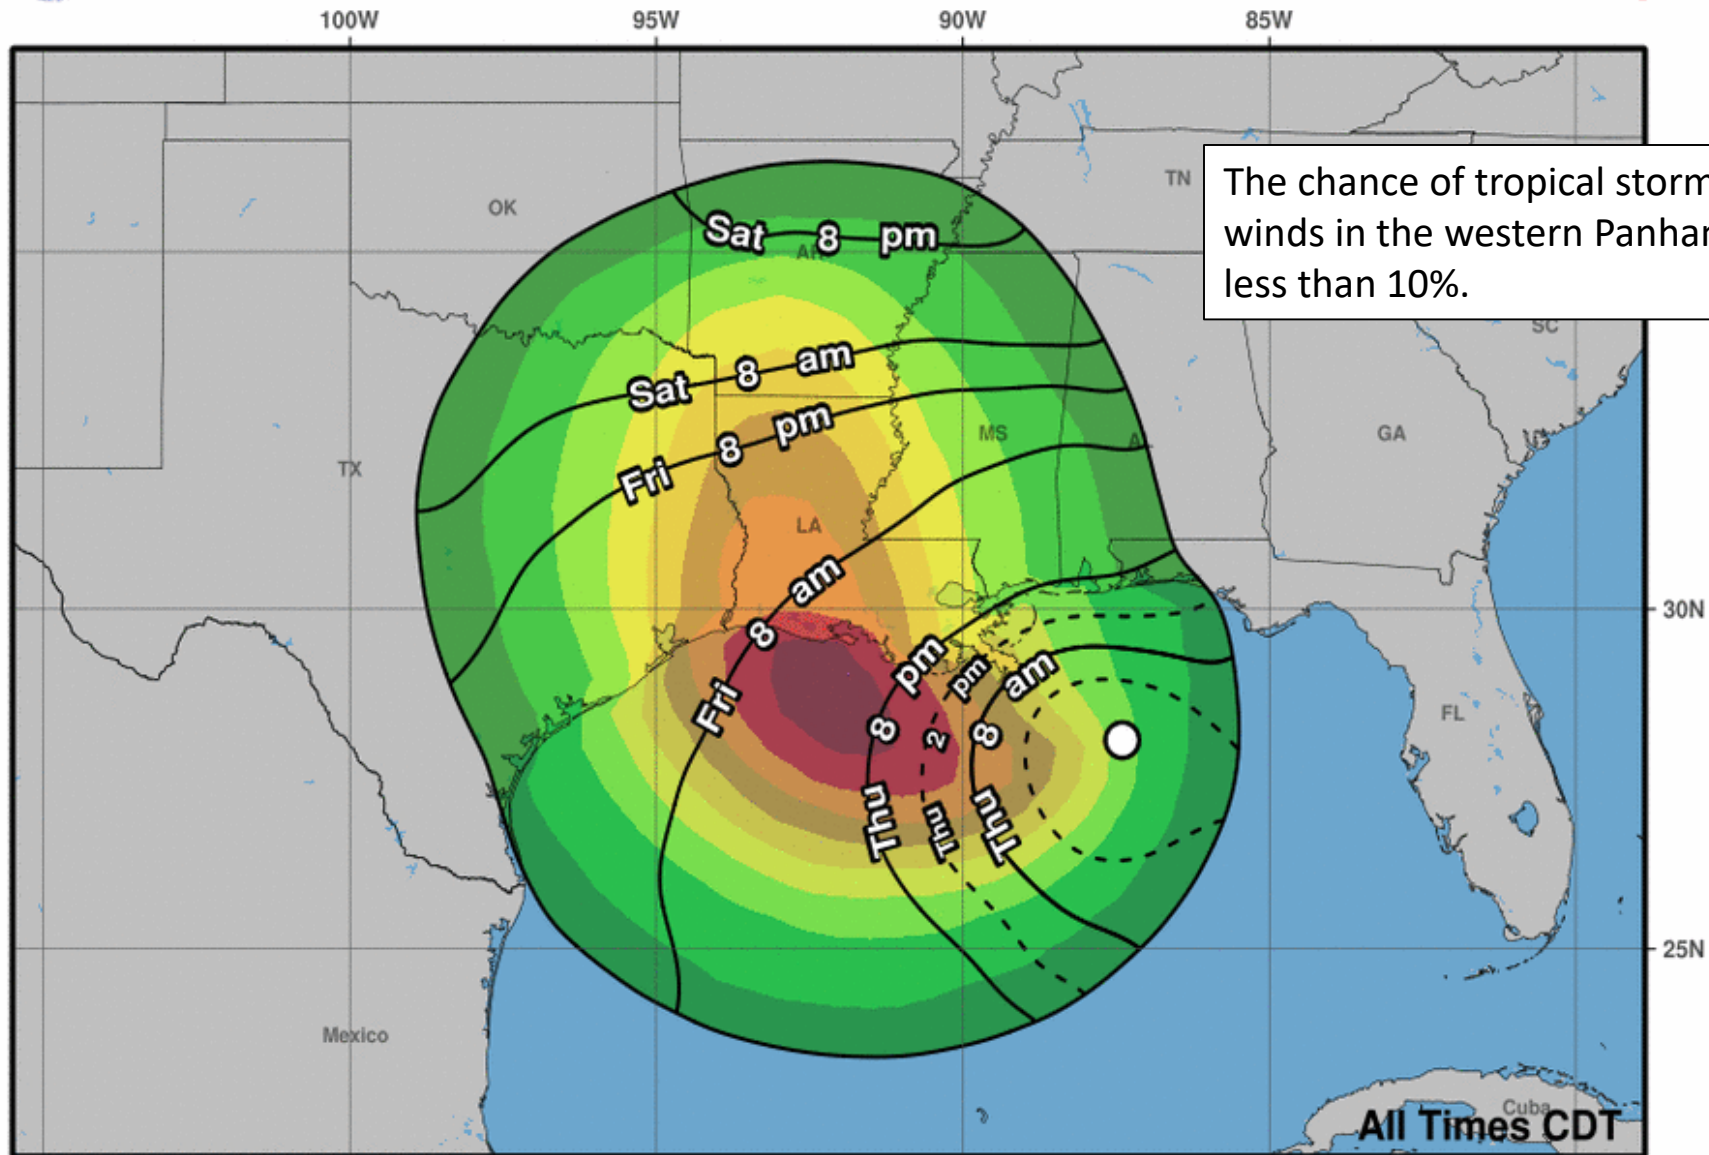 100W 95W 90W 85W
The chance of tropical storm
winds in the western
less than 10%.
TN
OK
Sat 8 pm
SC
Sat 8 am
Fri 8 pm
MS
GA
TX
LA
8 am
Fri
30N
8 pm
Thu
2 pm
Thu
8 am
Thu
FL
25N
Mexico
Cuba
All Times CDT